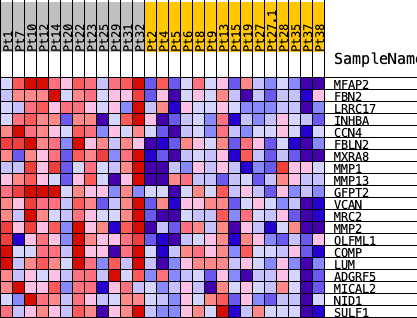 Pt1 Pt7 Pt10 Pt4 Pt14 Pt20 Pt22 Pt23 Pt25 Pt29 Pt31 Pt32 Pt2 Pt4 Pt5 Pt6 Pt8 Pt9 Pt13 Pt15 Pt19 Pt27 Pt27.1 Pt28 Pt35 Pt37 Pt38
SampleName
MFAP2
FBN2
LRRC17
INHBA
CCN4
FBLN2
MXRA8
MMP1
MMP13
GFPT2
VCAN
MRC2
MMP2
OLFML1
COMP
LUM
ADGRF5
MICAL2
NID1
SULF1